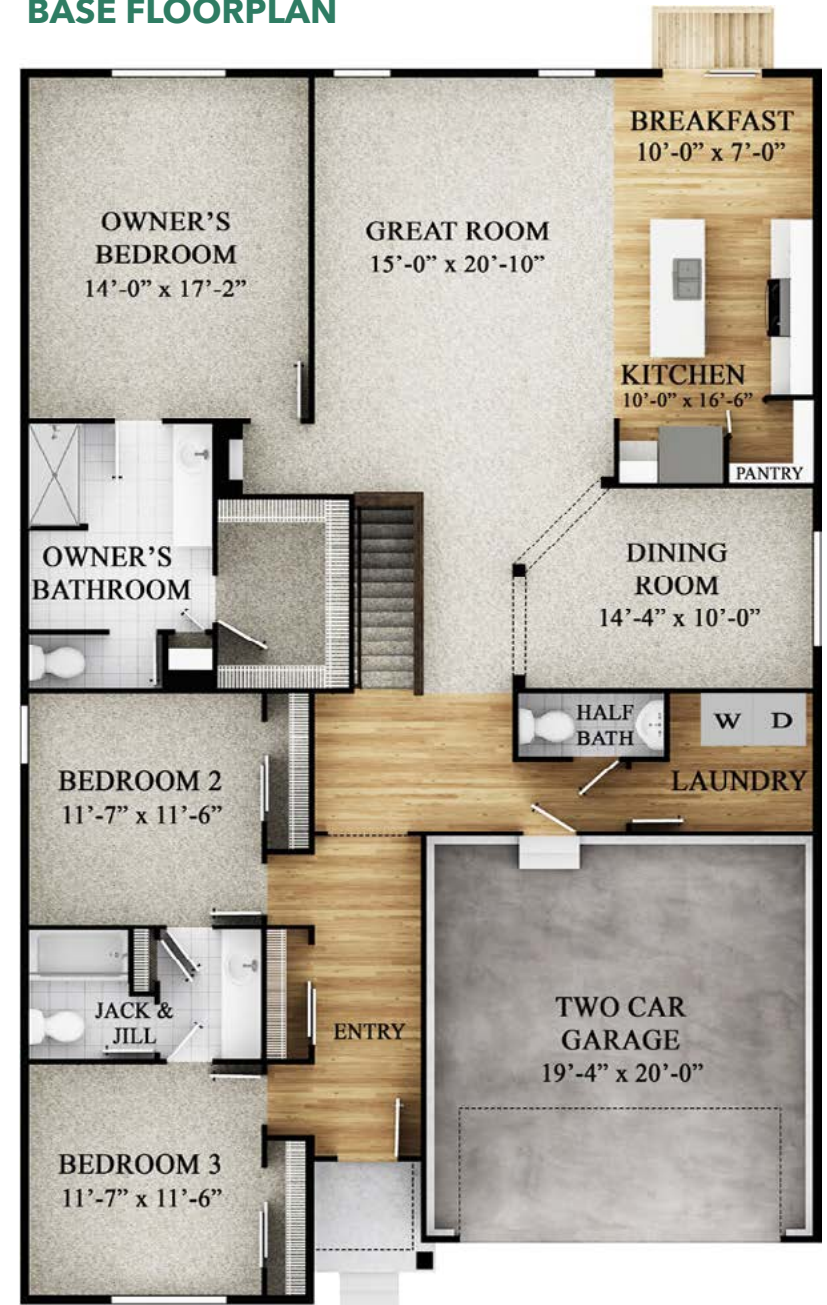 BASE FLOORPLAN
BREAKFAST
10’-0” x 7’-0”
OWNER’S
BEDROOM
14’-0” x 17’-2”
GREAT ROOM
15’-0” x 20’-10”
KITCHEN
10’-0” x 16’-6”
PANTRY
OWNER’S
BATHROOM
DINING
ROOM
14’-4” x 10’-0”
HALF
BATH
W D
LAUNDRY
BEDROOM 2
11’-7” x 11’-6”
JACK &
JILL
ENTRY
TWO CAR
GARAGE
19’-4” x 20’-0”
BEDROOM 3
11’-7” x 11’-6”